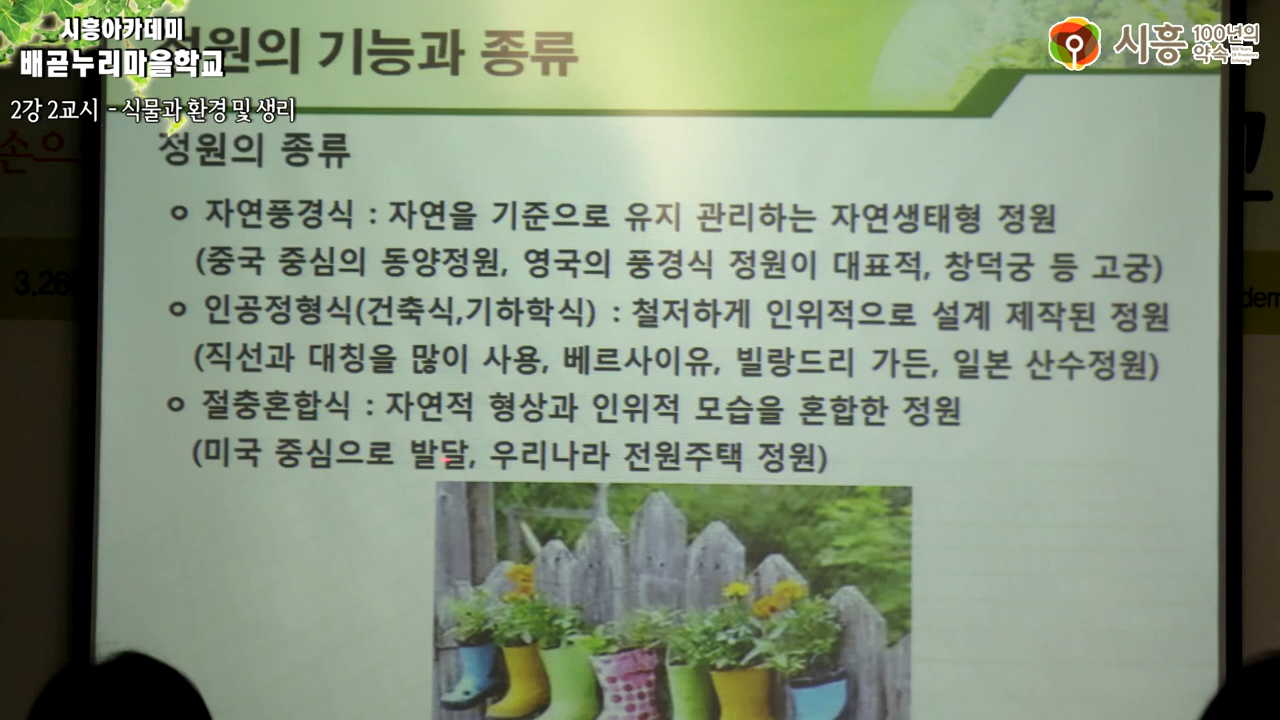 시흥아카데미
배곧누리마을학교
2강 2교시 - 식물과 환경 및 생리
시흥 100년의 약속
정원의 기능과 종류
정원의 종류
자연풍경식 : 자연을 기준으로 유지 관리하는 자연생태형 정원
(중국 중심의 동양정원, 영국의 풍경식 정원이 대표적, 창덕궁 등 고궁)
인공정형식(건축식,기하학식) : 철저하게 인위적으로 설계 제작된 정원
(직선과 대칭을 많이 사용, 베르사이유, 빌랑드리 가든, 일본 산수정원)
절충혼합식 : 자연적 형상과 인위적 모습을 혼합한 정원
(미국 중심으로 발달, 우리나라 전원주택 정원)
손으
3.26